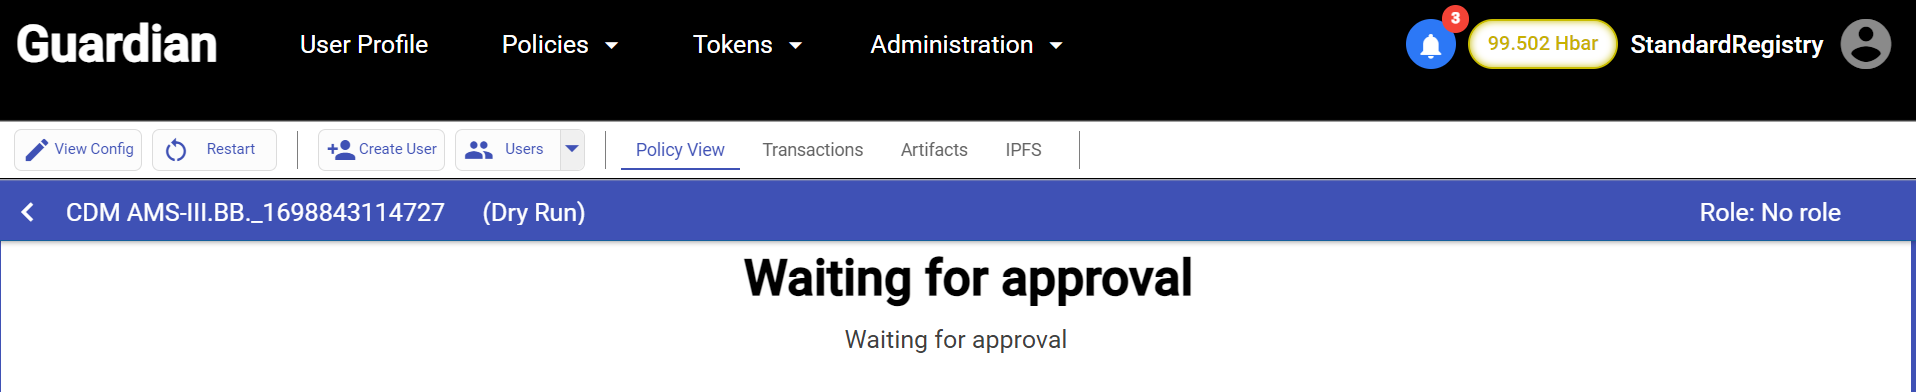 Guardian User Profile Policies Tokens Administration 3 99.502 Hbar StandardRegistry
View Config Restart Create User Users Policy View Transactions Artifacts IPFS
CDM AMS-III.BB._1698843114727 (Dry Run) Role: No role
Waiting for approval
Waiting for approval